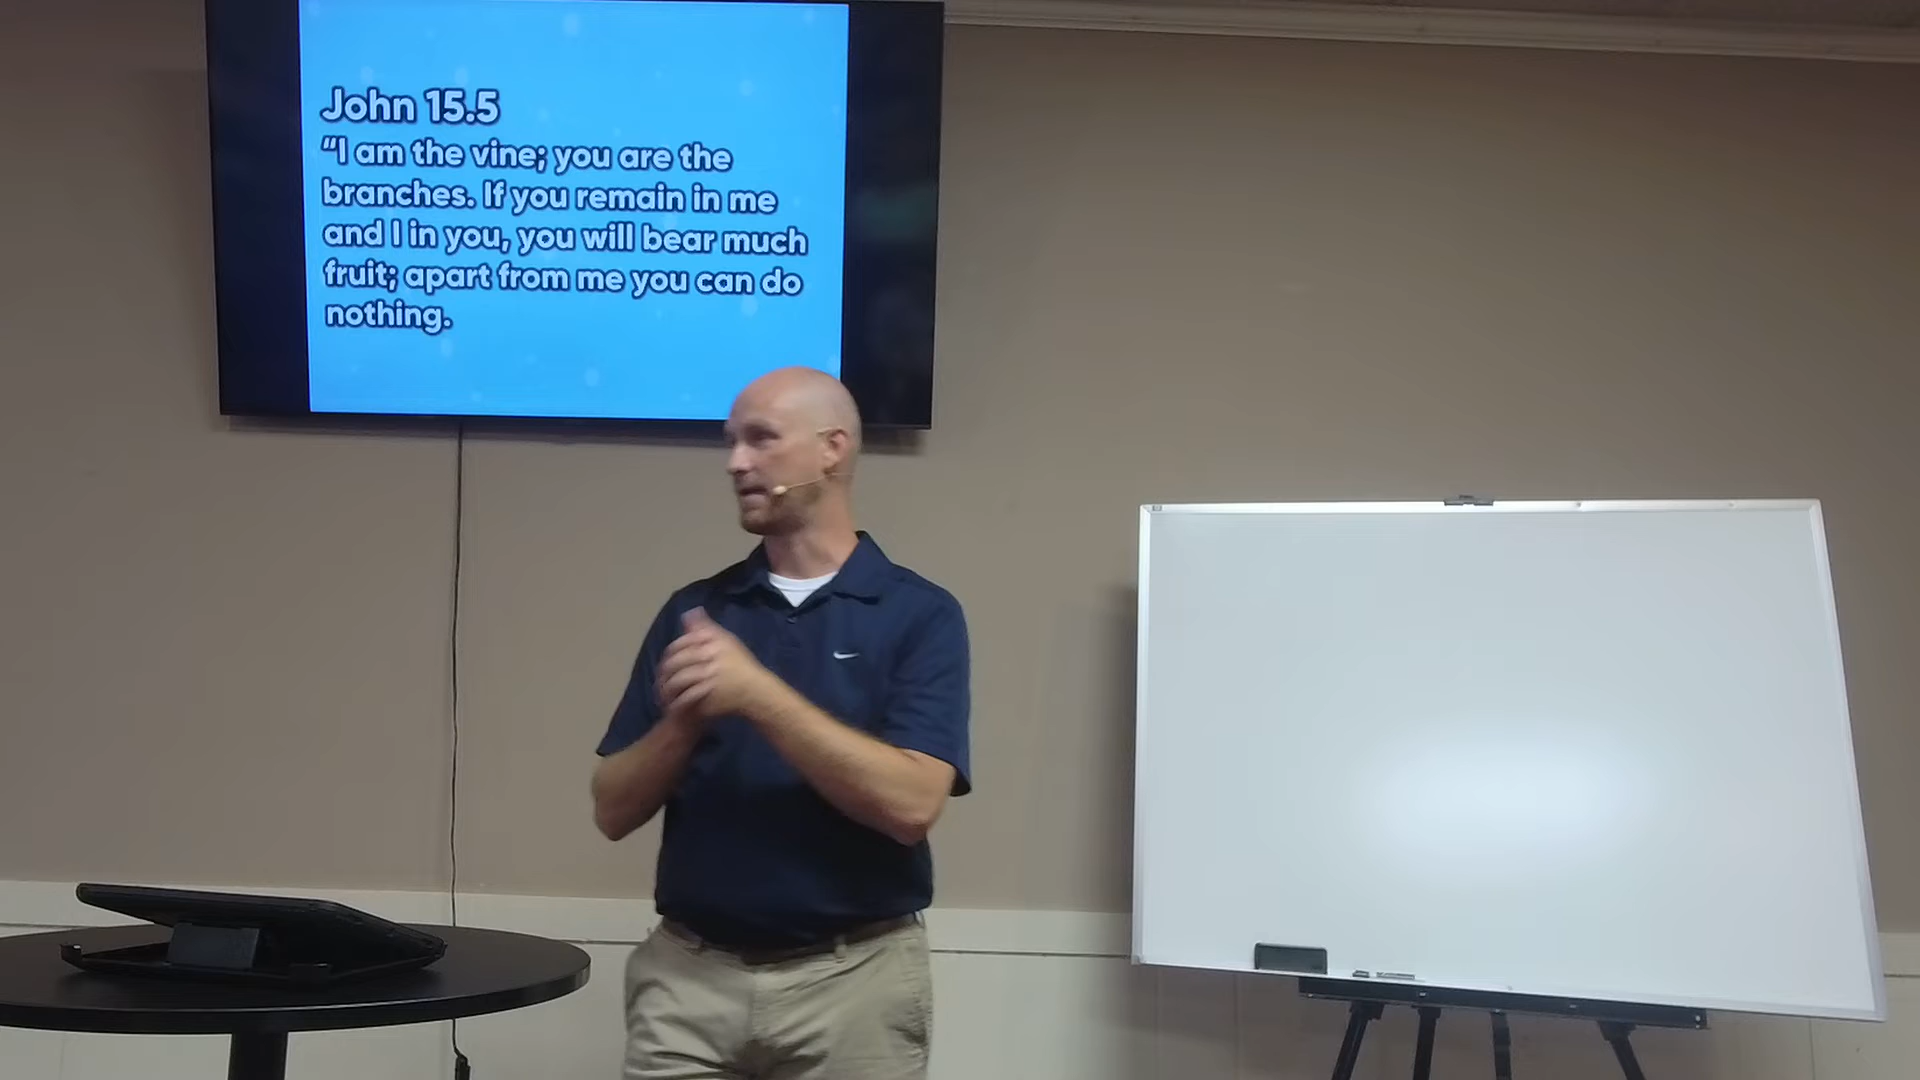 John 15.5
“I am the vine; you are the
branches. If you remain in me
and I in you, you will bear much
fruit; apart from me you can do
nothing.